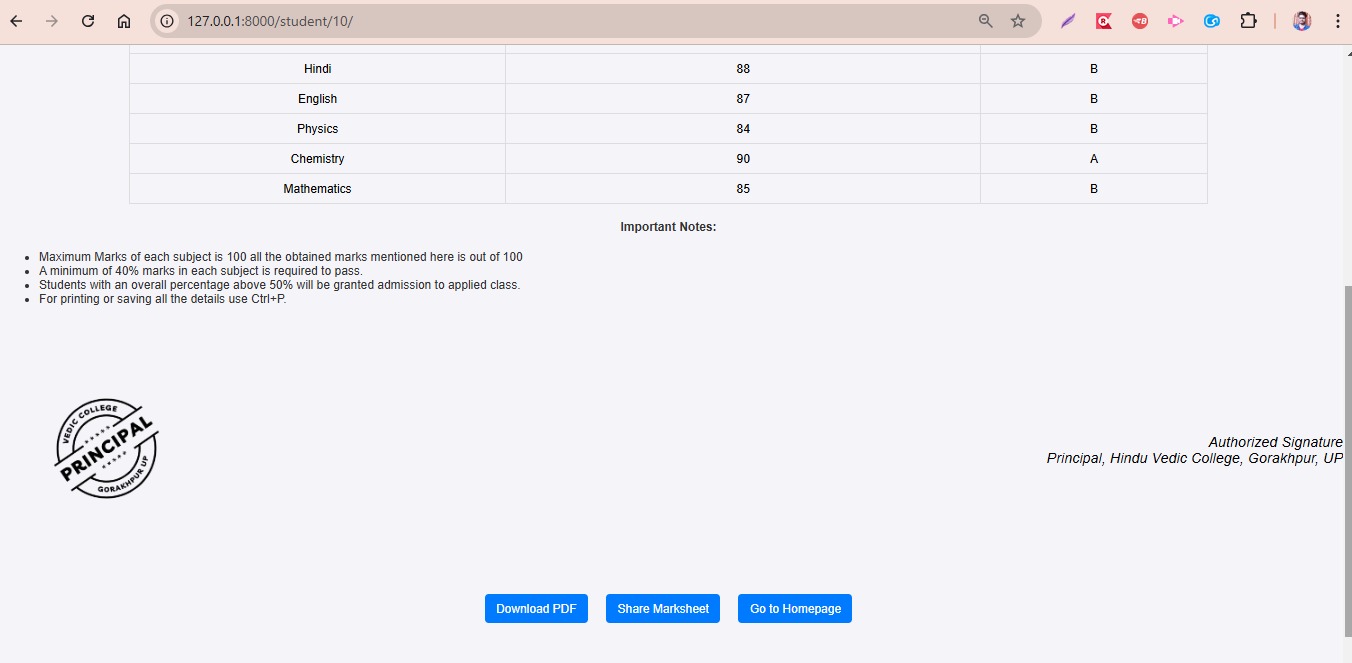 127.0.0.1:8000/student/10/
Hindi 88 B
English 87 B
Physics 84 B
Chemistry 90 A
Mathematics 85 B
Important Notes:
Maximum Marks of each subject is 100 all the obtained marks mentioned here is out of 100
A minimum of 40% marks in each subject is required to pass.
Students with an overall percentage above 50% will be granted admission to applied class.
For printing or saving all the details use Ctrl+P.
VEDIC COLLEGE
PRINCIPAL
GORAKHPUR UP
Authorized Signature
Principal, Hindu Vedic College, Gorakhpur, UP
Download PDF Share Marksheet Go to Homepage